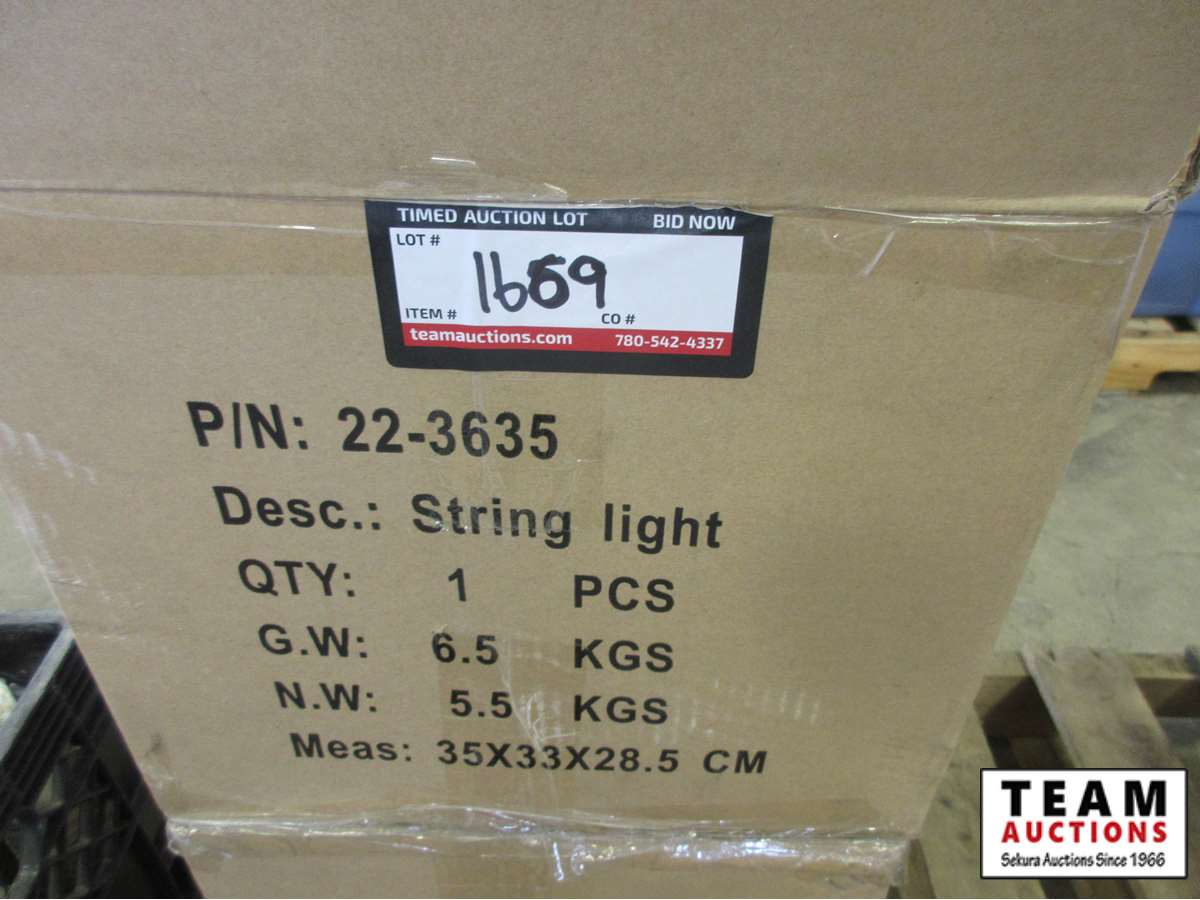 TIMED AUCTION LOT BID NOW
LOT #
1659
ITEM # CO #
teamauctions.com 780-542-4337
P/N: 22-3635
Desc.: String light
QTY: 1 PCS
G.W: 6.5 KGS
N.W: 5.5 KGS
Meas: 35X33X28.5 CM
TEAM
AUCTIONS
Sekura Auctions Since 1966